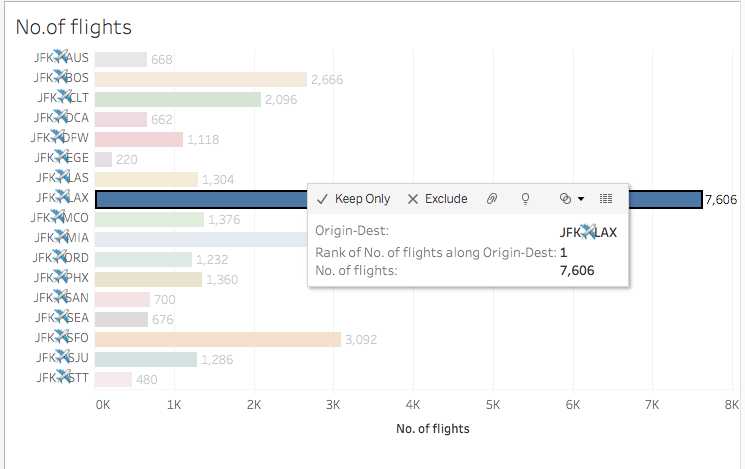 No.of flights
JFK✈️AUS 668
JFK✈️BOS 2,666
JFK✈️CLT 2,096
JFK✈️DCA 662
JFK✈️DFW 1,118
JFK✈️EGE 220
JFK✈️LAS 1,304
JFK✈️LAX 7,606
JFK✈️MCO 1,376
JFK✈️MIA
JFK✈️ORD 1,232
JFK✈️PHX 1,360
JFK✈️SAN 700
JFK✈️SEA 676
JFK✈️SFO 3,092
JFK✈️SJU 1,286
JFK✈️STT 480
0K 1K 2K 3K 4K 5K 6K 7K 8K
No. of flights
Keep Only Exclude
Origin-Dest: JFK✈️LAX
Rank of No. of flights along Origin-Dest: 1
No. of flights: 7,606